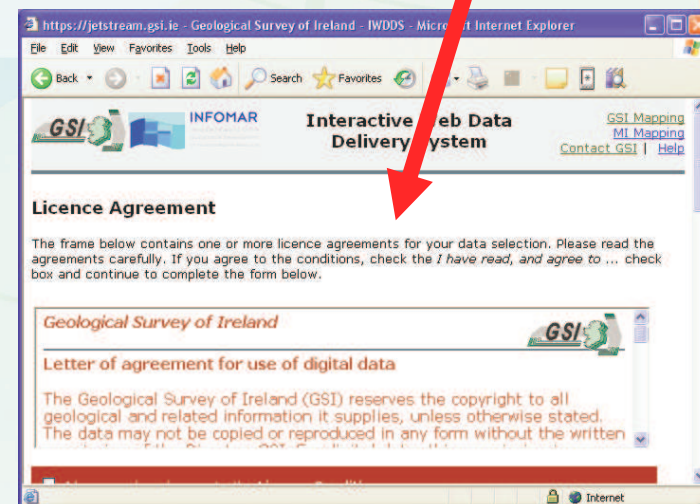 https://jetstream.gsi.ie - Geological Survey of Ireland - IWDDS - Microsoft Internet Explorer
File Edit View Favorites Tools Help
Back Search Favorites
GSI INFOMAR Interactive Web Data GSI Mapping
Delivery System MI Mapping
Contact GSI | Help
Licence Agreement
The frame below contains one or more licence agreements for your data selection. Please read the
agreements carefully. If you agree to the conditions, check the I have read, and agree to ... check
box and continue to complete the form below.
Geological Survey of Ireland GSI
Letter of agreement for use of digital data
The Geological Survey of Ireland (GSI) reserves the copyright to all
geological and related information it supplies, unless otherwise stated.
The data may not be copied or reproduced in any form without the written
Internet